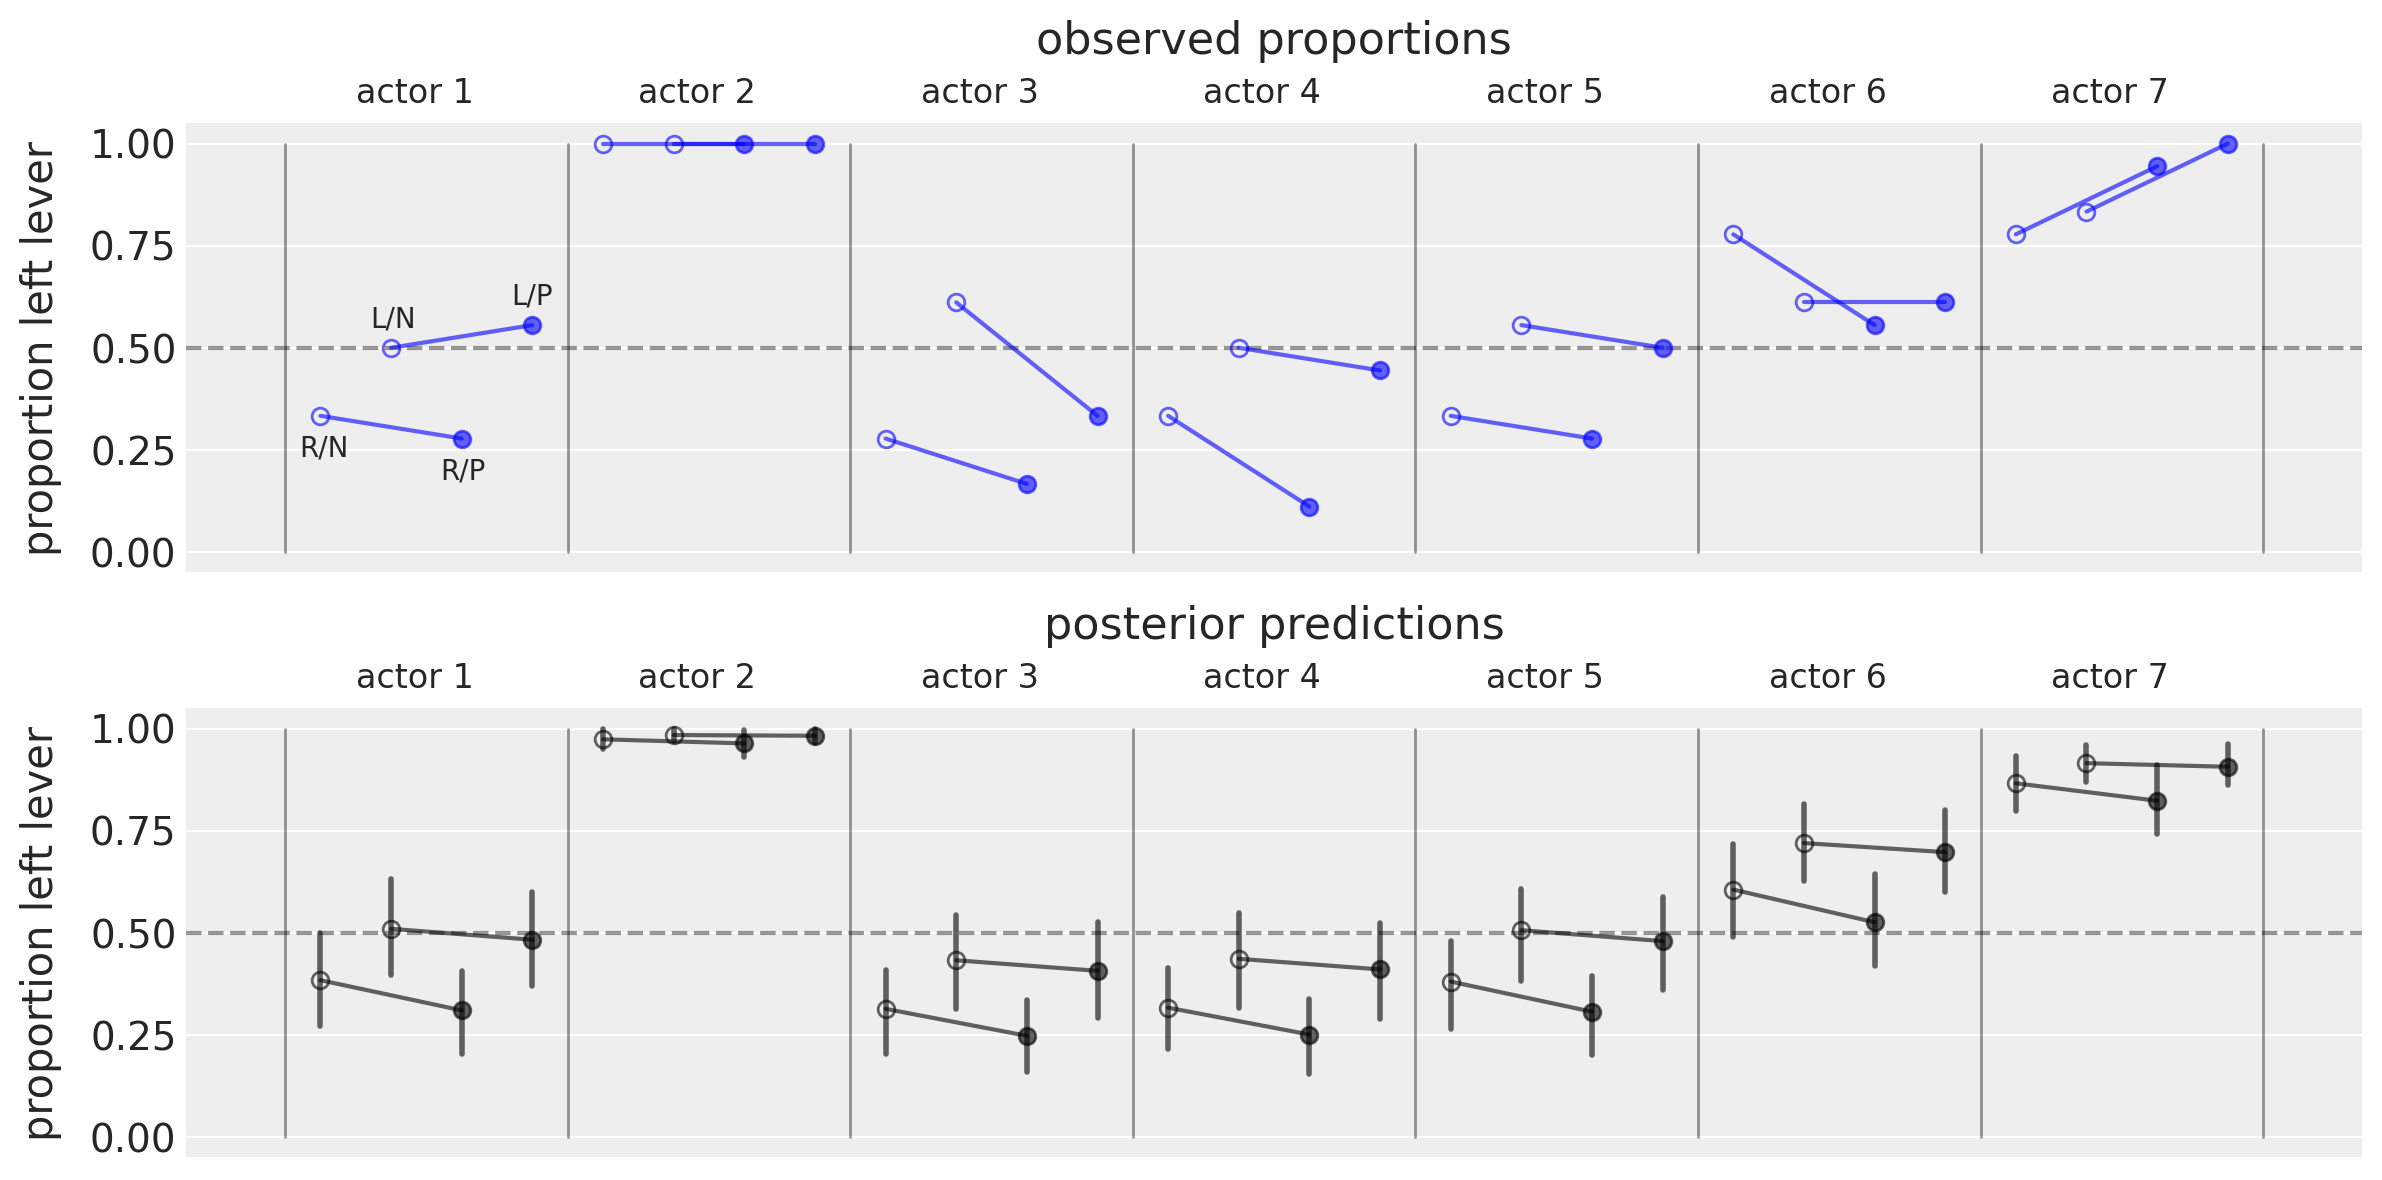 observed proportions
actor 1 actor 2 actor 3 actor 4 actor 5 actor 6 actor 7
proportion left lever
1.00
0.75
0.50
0.25
0.00
L/N
L/P
R/N
R/P
posterior predictions
actor 1 actor 2 actor 3 actor 4 actor 5 actor 6 actor 7
proportion left lever
1.00
0.75
0.50
0.25
0.00